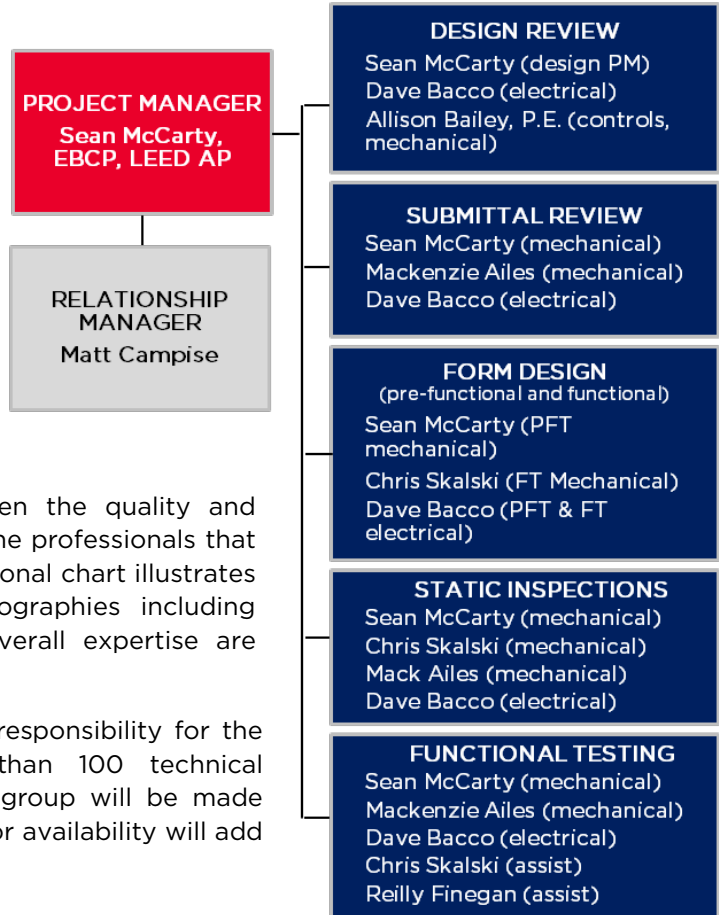 PROJECT MANAGER
Sean McCarty,
EBCP, LEED AP
RELATIONSHIP
MANAGER
Matt Campise
DESIGN REVIEW
Sean McCarty (design PM)
Dave Bacco (electrical)
Allison Bailey, P.E. (controls,
mechanical)
SUBMITTAL REVIEW
Sean McCarty (mechanical)
Mackenzie Ailes (mechanical)
Dave Bacco (electrical)
FORM DESIGN
(pre-functional and functional)
Sean McCarty (PFT
mechanical)
Chris Skalski (FT Mechanical)
Dave Bacco (PFT & FT
electrical)
STATIC INSPECTIONS
Sean McCarty (mechanical)
Chris Skalski (mechanical)
Mack Ailes (mechanical)
Dave Bacco (electrical)
FUNCTIONAL TESTING
Sean McCarty (mechanical)
Mackenzie Ailes (mechanical)
Dave Bacco (electrical)
Chris Skalski (assist)
Reilly Finegan (assist)
en the quality and
ne professionals that
ional chart illustrates
ographies including
verall expertise are
responsibility for the
than 100 technical
group will be made
or availability will add